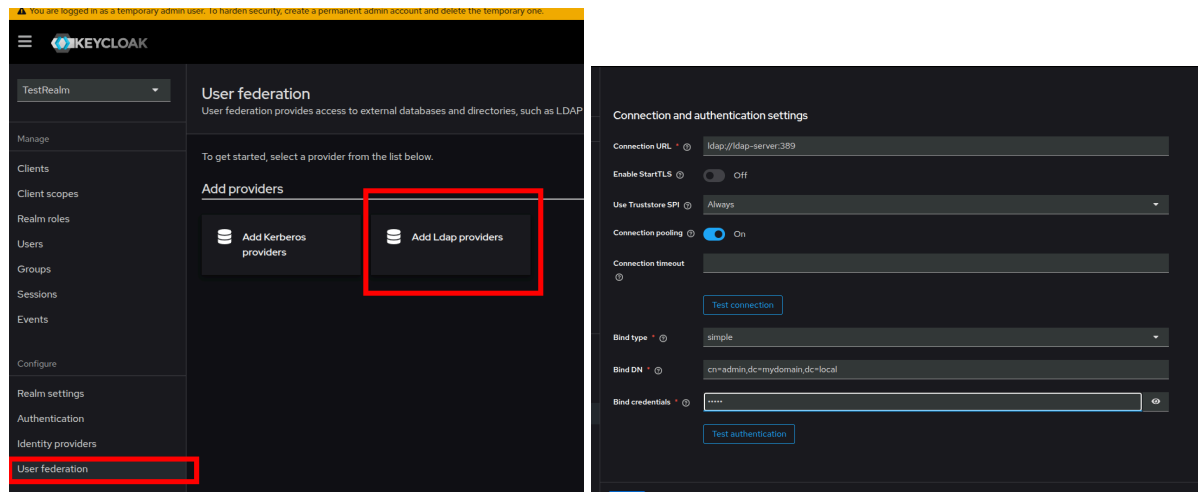 You are logged in as a temporary admin user. To harden security, create a permanent admin account and delete the temporary one.
KEYCLOAK
TestRealm
Manage
Clients
Client scopes
Realm roles
Users
Groups
Sessions
Events
Configure
Realm settings
Authentication
Identity providers
User federation
User federation
User federation provides access to external databases and directories, such as LDAP
To get started, select a provider from the list below.
Add providers
Add Kerberos
providers
Add Ldap providers
Connection and authentication settings
Connection URL * ldap://ldap-server:389
Enable StartTLS Off
Use Truststore SPI Always
Connection pooling On
Connection timeout
Test connection
Bind type * simple
Bind DN * cn=admin,dc=mydomain,dc=local
Bind credentials * •••••
Test authentication